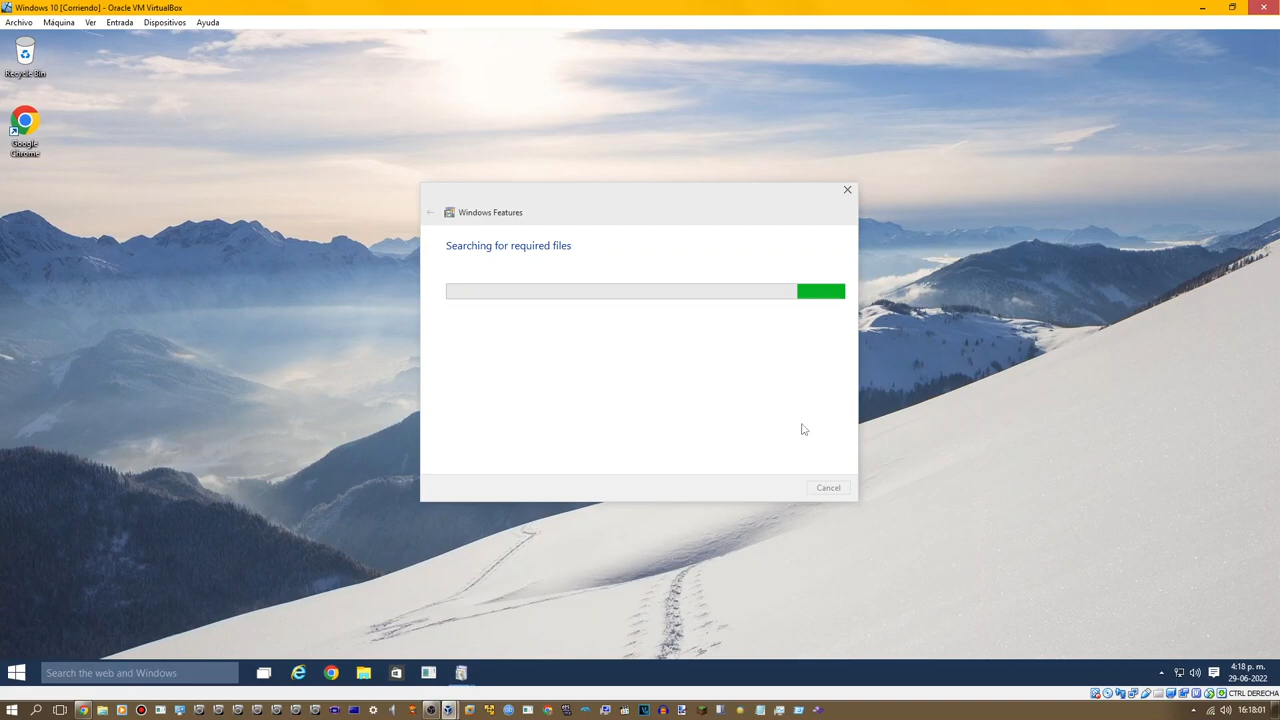 Windows 10 [Corriendo] - Oracle VM VirtualBox
Archivo Máquina Ver Entrada Dispositivos Ayuda
Recycle Bin
Google
Chrome
Windows Features
Searching for required files
Cancel
Search the web and Windows
4:18 p. m.
29-06-2022
CTRL DERECHA
16:18:01